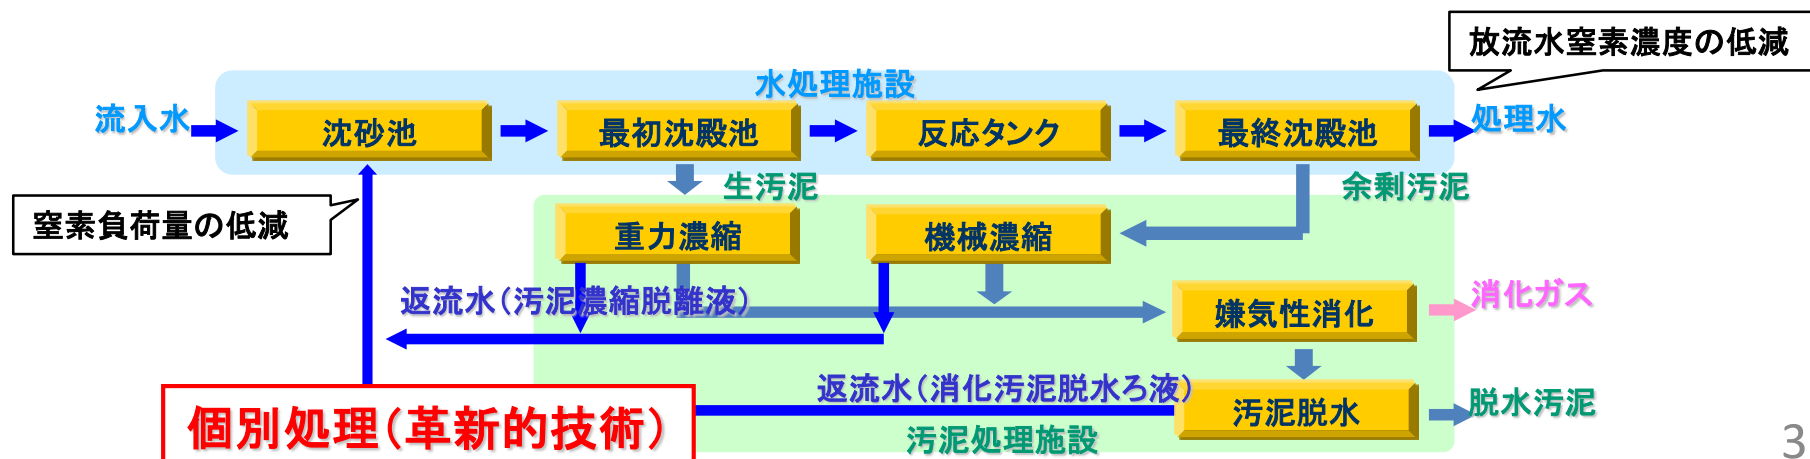 放流水窒素濃度の低減
水処理施設
流入水
沈砂池
最初沈殿池
反応タンク
最終沈殿池
処理水
生汚泥
余剰汚泥
窒素負荷量の低減
重力濃縮
機械濃縮
返流水（汚泥濃縮脱離液）
嫌気性消化
消化ガス
返流水（消化汚泥脱水ろ液）
汚泥脱水
脱水汚泥
個別処理（革新的技術）
汚泥処理施設
3